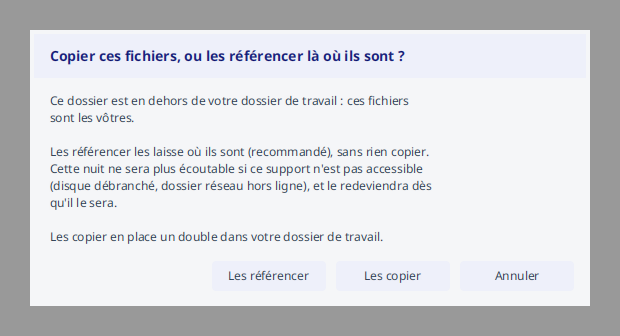 Copier ces fichiers, ou les référencer là où ils sont ?
Ce dossier est en dehors de votre dossier de travail : ces fichiers
sont les vôtres.
Les référencer les laisse où ils sont (recommandé), sans rien copier.
Cette nuit ne sera plus écoutable si ce support n'est pas accessible
(disque débranché, dossier réseau hors ligne), et le redeviendra dès
qu'il le sera.
Les copier en place un double dans votre dossier de travail.
Les référencer
Les copier
Annuler